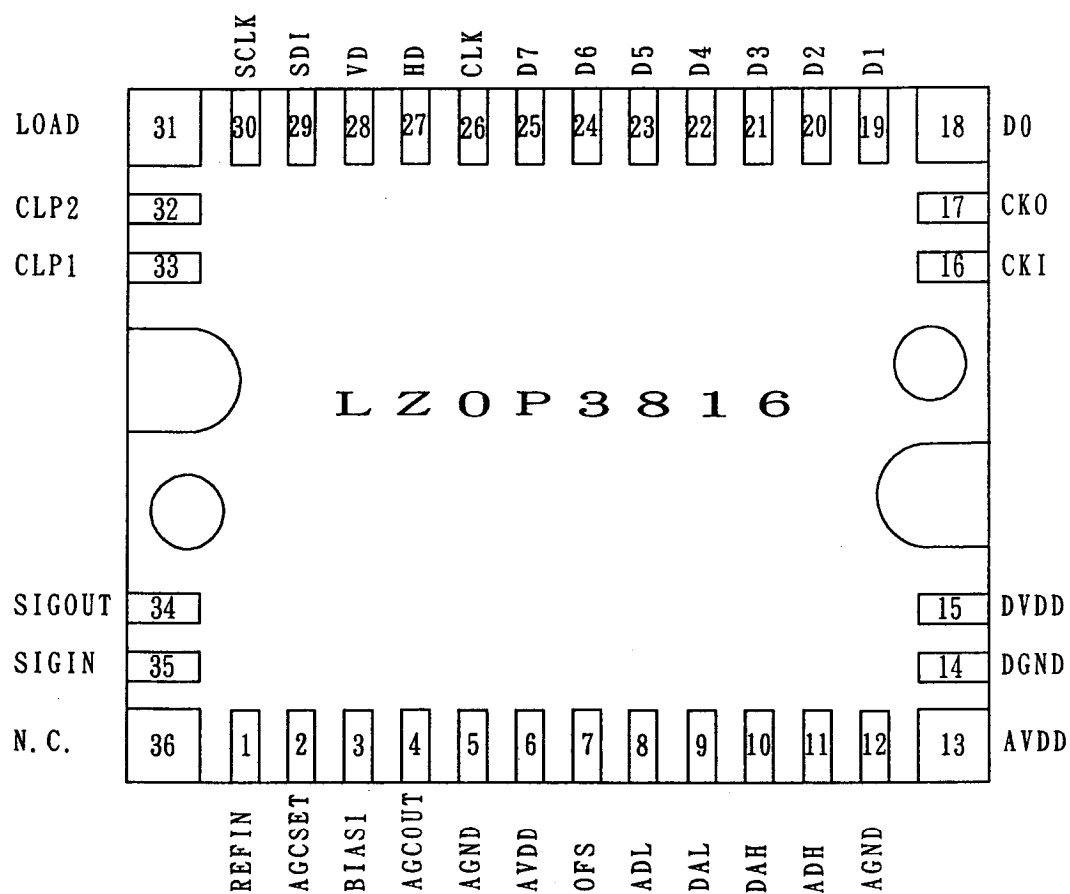 SCLK SDI VD HD CLK D7 D6 D5 D4 D3 D2 D1
LOAD 31 30 29 28 27 26 25 24 23 22 21 20 19 18 D0
CLP2 32 17 CKO
CLP1 33 16 CKI
LZ0P3816
SIGOUT 34 15 DVDD
SIGIN 35 14 DGND
N.C. 36 1 2 3 4 5 6 7 8 9 10 11 12 13 AVDD
REFIN AGCSET BIAS1 AGCOUT AGND AVDD OFS ADL DAL DAH ADH AGND